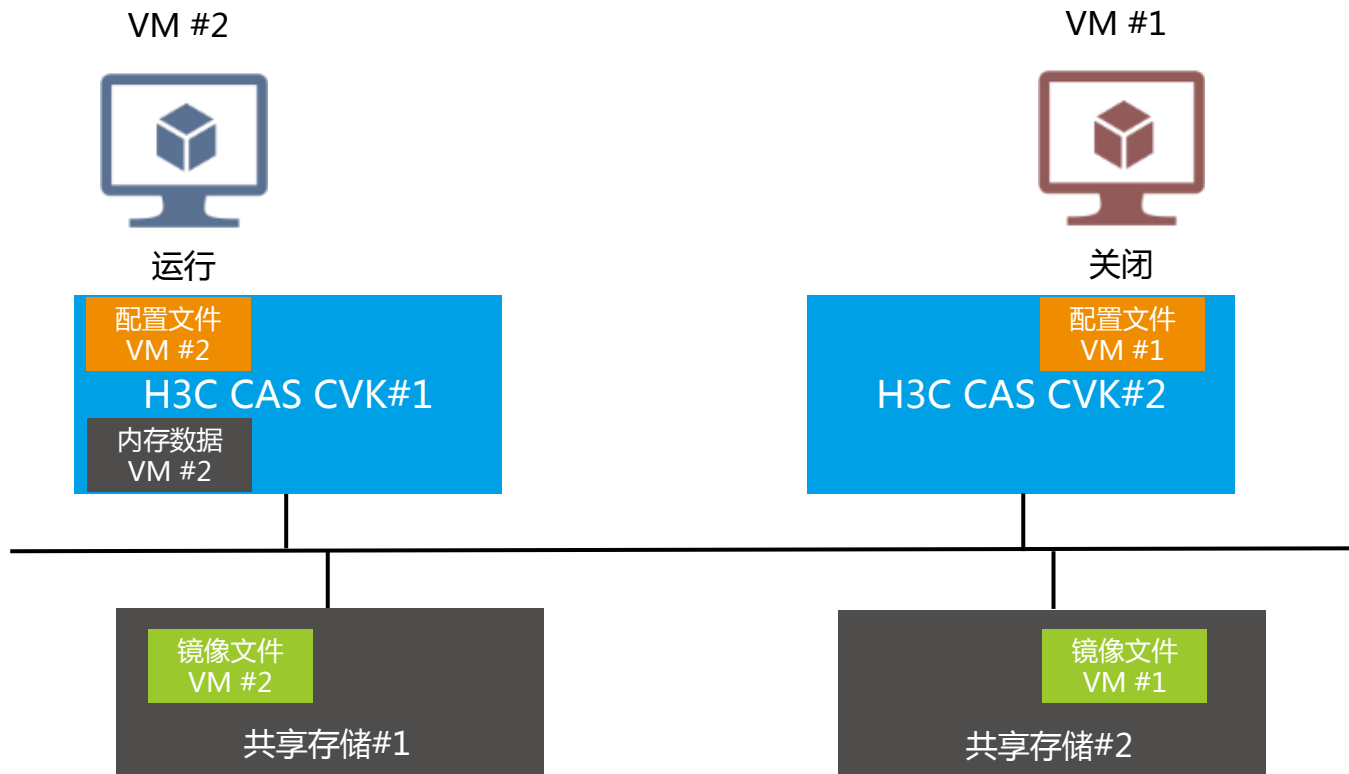 VM #2
VM #1
运行
关闭
配置文件
VM #2
H3C CAS CVK#1
内存数据
VM #2
配置文件
VM #1
H3C CAS CVK#2
镜像文件
VM #2
共享存储#1
镜像文件
VM #1
共享存储#2